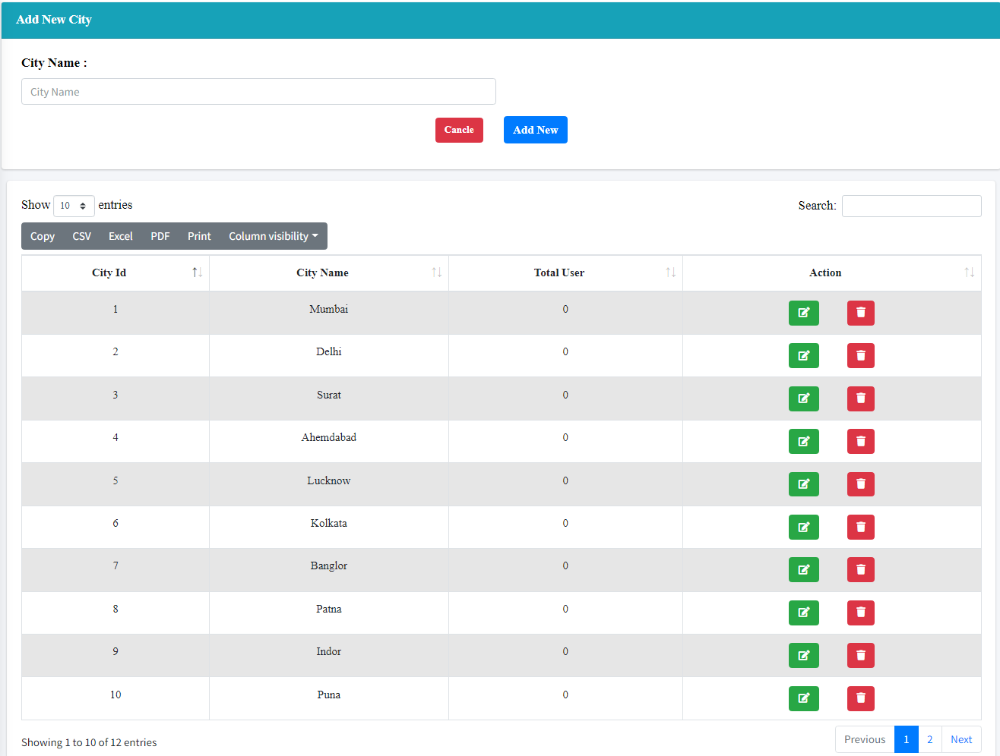 Add New City
City Name :
City Name
Cancle Add New
Show 10 entries Search:
Copy CSV Excel PDF Print Column visibility
City Id City Name Total User Action
1 Mumbai 0
2 Delhi 0
3 Surat 0
4 Ahemdabad 0
5 Lucknow 0
6 Kolkata 0
7 Banglor 0
8 Patna 0
9 Indor 0
10 Puna 0
Showing 1 to 10 of 12 entries Previous 1 2 Next